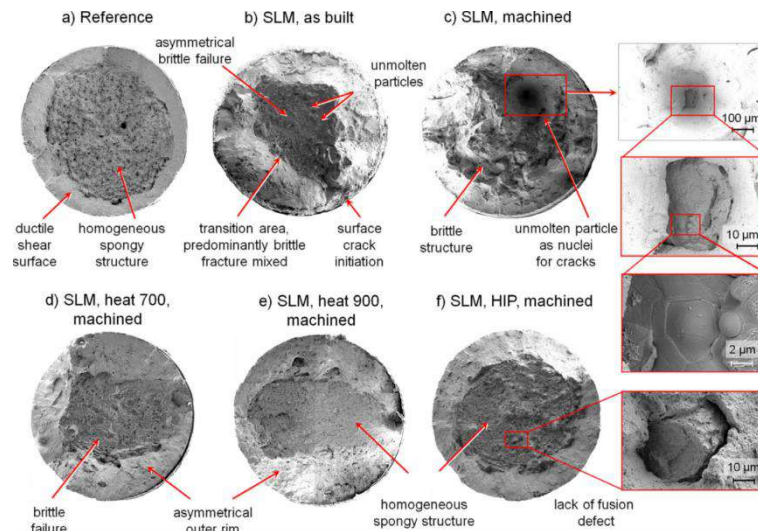 a) Reference
b) SLM, as built
c) SLM, machined
asymmetrical
brittle failure
unmolten
particles
100 µm
10 µm
ductile
shear
surface
homogeneous
spongy
structure
transition area,
predominantly brittle
fracture mixed
surface
crack
initiation
brittle
structure
unmolten particle
as nuclei
for cracks
2 µm
d) SLM, heat 700,
machined
e) SLM, heat 900,
machined
f) SLM, HIP, machined
10 µm
brittle
failure
asymmetrical
outer rim
homogeneous
spongy structure
lack of fusion
defect